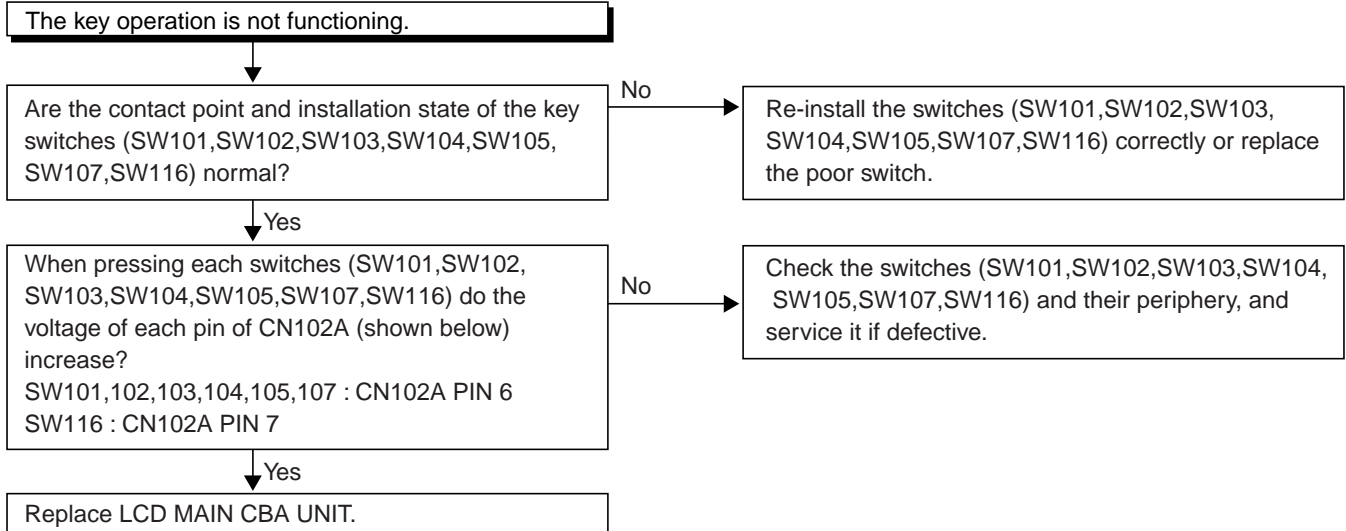 The key operation is not functioning.
Are the contact point and installation state of the key
switches (SW101,SW102,SW103,SW104,SW105,
SW107,SW116) normal?
No
Re-install the switches (SW101,SW102,SW103,
SW104,SW105,SW107,SW116) correctly or replace
the poor switch.
Yes
When pressing each switches (SW101,SW102,
SW103,SW104,SW105,SW107,SW116) do the
voltage of each pin of CN102A (shown below)
increase?
SW101,102,103,104,105,107 : CN102A PIN 6
SW116 : CN102A PIN 7
No
Check the switches (SW101,SW102,SW103,SW104,
SW105,SW107,SW116) and their periphery, and
service it if defective.
Yes
Replace LCD MAIN CBA UNIT.